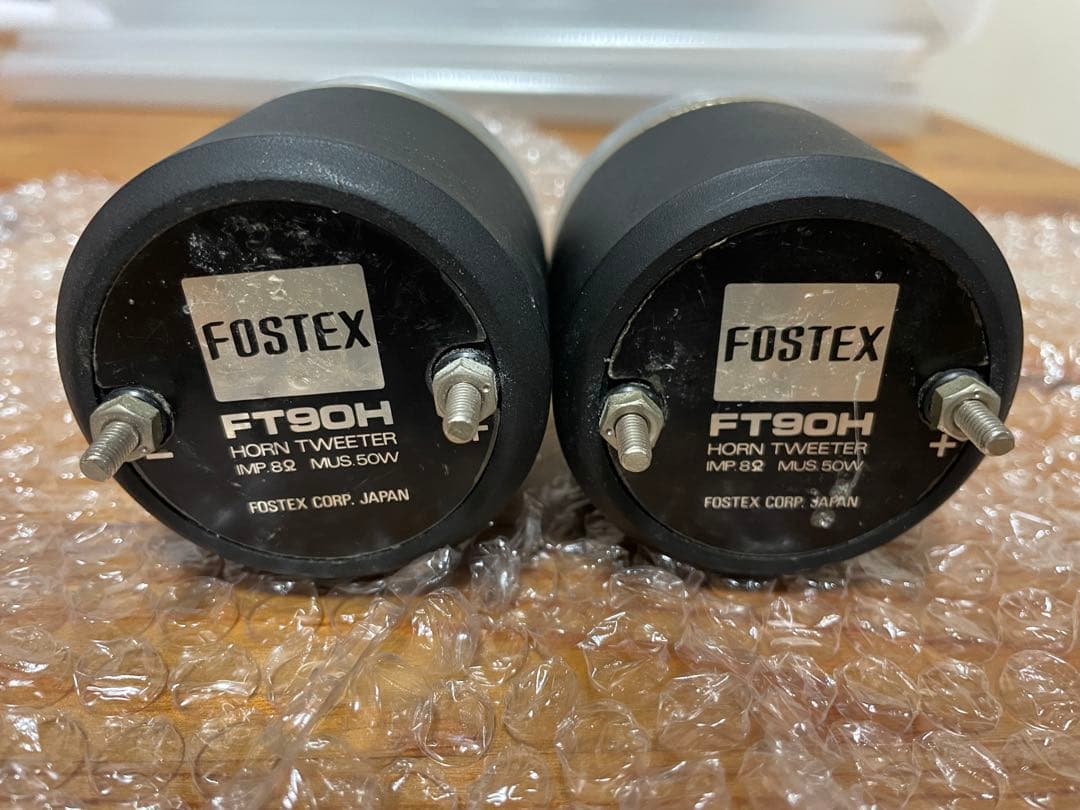 FOSTEX
FT90H
HORN TWEETER
IMP.8Ω MUS.50W
- +
FOSTEX CORP. JAPAN
FOSTEX
FT90H
HORN TWEETER
IMP.8Ω MUS.50W
+
FOSTEX CORP. JAPAN